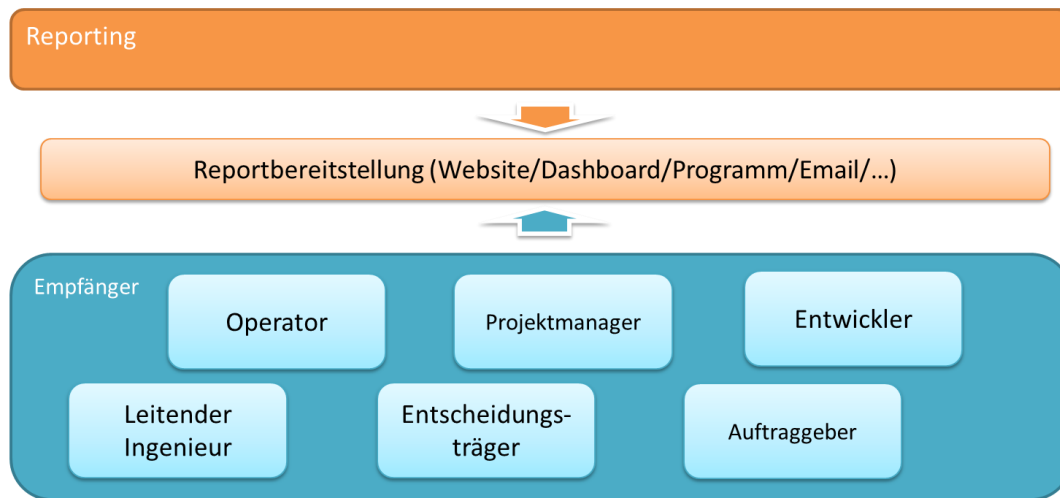 Reporting
Reportbereitstellung (Website/Dashboard/Programm/Email/...)
Empfänger
Operator
Projektmanager
Entwickler
Leitender
Ingenieur
Entscheidungs-
träger
Auftraggeber